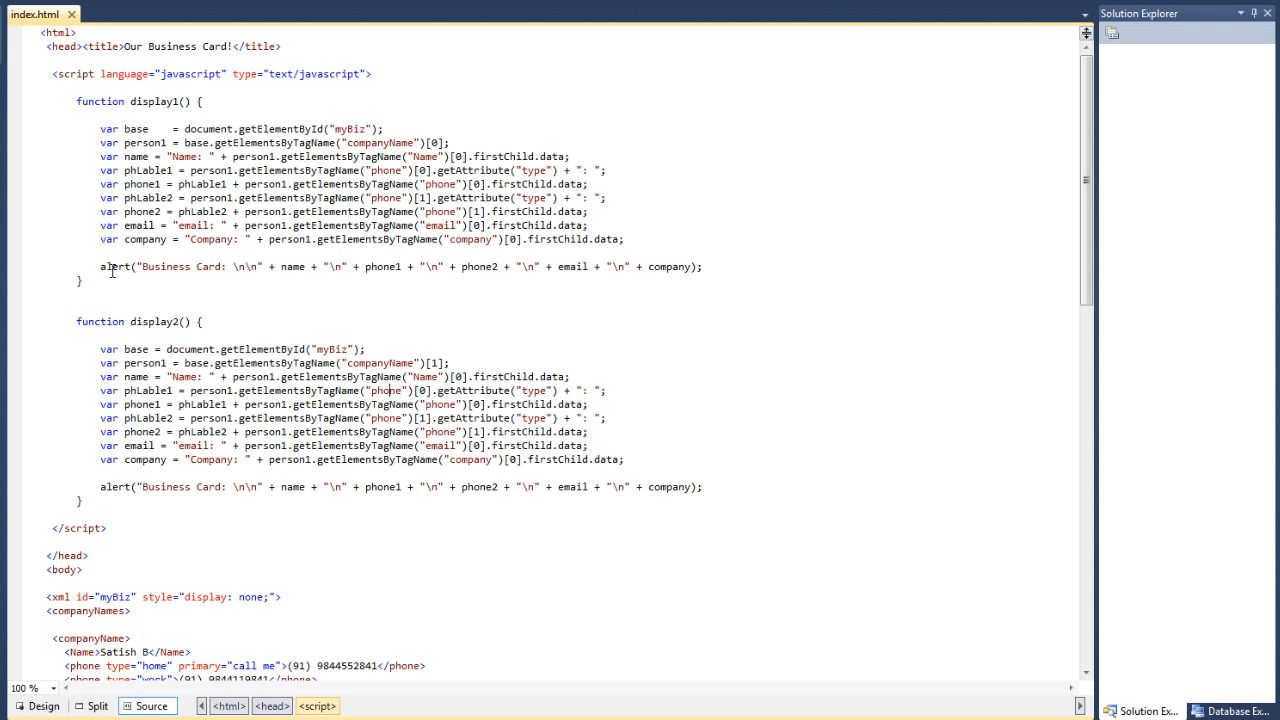 index.html
Solution Explorer
<html>
<head><title>Our Business Card!</title>
<script language="javascript" type="text/javascript">
function display1() {
var base    = document.getElementById("myBiz");
var person1 = base.getElementsByTagName("companyName")[0];
var name = "Name: " + person1.getElementsByTagName("Name")[0].firstChild.data;
var phLable1 = person1.getElementsByTagName("phone")[0].getAttribute("type") + ": ";
var phone1 = phLable1 + person1.getElementsByTagName("phone")[0].firstChild.data;
var phLable2 = person1.getElementsByTagName("phone")[1].getAttribute("type") + ": ";
var phone2 = phLable2 + person1.getElementsByTagName("phone")[1].firstChild.data;
var email = "email: " + person1.getElementsByTagName("email")[0].firstChild.data;
var company = "Company: " + person1.getElementsByTagName("company")[0].firstChild.data;
alert("Business Card: \n\n" + name + "\n" + phone1 + "\n" + phone2 + "\n" + email + "\n" + company);
}
function display2() {
var base = document.getElementById("myBiz");
var person1 = base.getElementsByTagName("companyName")[1];
var name = "Name: " + person1.getElementsByTagName("Name")[0].firstChild.data;
var phLable1 = person1.getElementsByTagName("phone")[0].getAttribute("type") + ": ";
var phone1 = phLable1 + person1.getElementsByTagName("phone")[0].firstChild.data;
var phLable2 = person1.getElementsByTagName("phone")[1].getAttribute("type") + ": ";
var phone2 = phLable2 + person1.getElementsByTagName("phone")[1].firstChild.data;
var email = "email: " + person1.getElementsByTagName("email")[0].firstChild.data;
var company = "Company: " + person1.getElementsByTagName("company")[0].firstChild.data;
alert("Business Card: \n\n" + name + "\n" + phone1 + "\n" + phone2 + "\n" + email + "\n" + company);
}
</script>
</head>
<body>
<xml id="myBiz" style="display: none;">
<companyNames>
<companyName>
<Name>Satish B</Name>
<phone type="home" primary="call me">(91) 9844552841</phone>
<phone type="work">(91) 9844119841</phone>
100 %
Design Split Source <html> <head> <script>
Solution Ex... Database Ex...